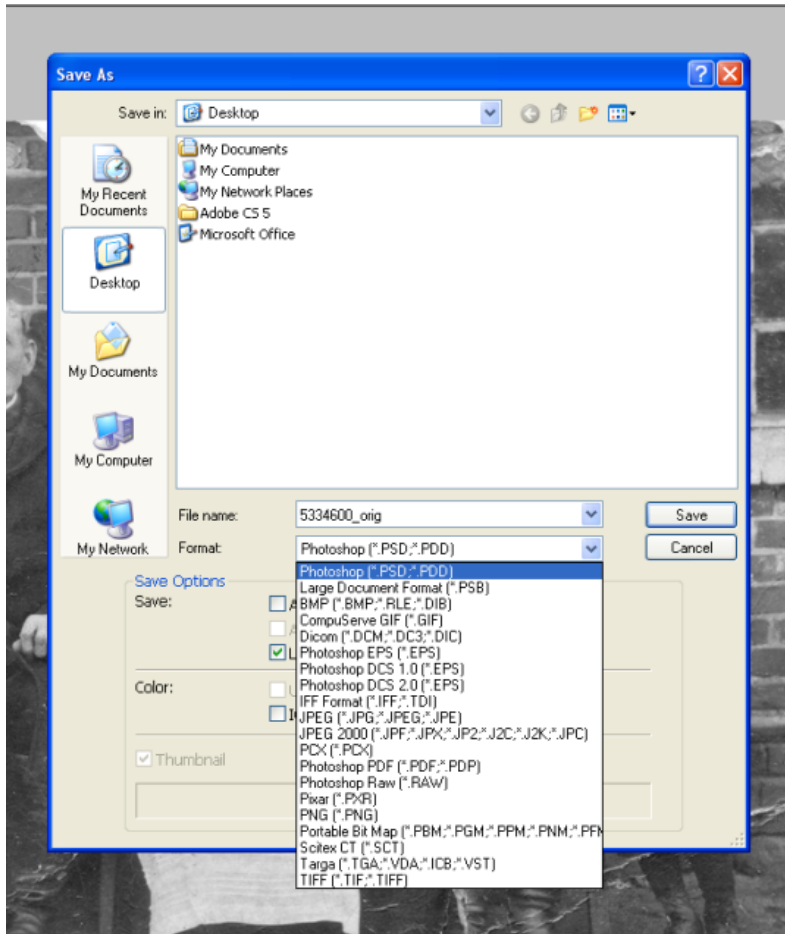 Save As
Save in:
Desktop
My Documents
My Computer
My Network Places
Adobe CS 5
Microsoft Office
My Recent
Documents
Desktop
My Documents
My Computer
My Network
File name:
5334600_orig
Save
Format:
Photoshop (*.PSD;*.PDD)
Cancel
Photoshop (*.PSD;*.PDD)
Large Document Format (*.PSB)
BMP (*.BMP;*.RLE;*.DIB)
CompuServe GIF (*.GIF)
Dicom (*.DCM;*.DC3;*.DIC)
Photoshop EPS (*.EPS)
Photoshop DCS 1.0 (*.EPS)
Photoshop DCS 2.0 (*.EPS)
IFF Format (*.IFF;*.TDI)
JPEG (*.JPG;*.JPEG;*.JPE)
JPEG 2000 (*.JPF;*.JPX;*.JP2;*.J2C;*.J2K;*.JPC)
PCX (*.PCX)
Photoshop PDF (*.PDF;*.PDP)
Photoshop Raw (*.RAW)
Pixar (*.PXR)
PNG (*.PNG)
Portable Bit Map (*.PBM;*.PGM;*.PPM;*.PNM;*.PFM
Scitex CT (*.SCT)
Targa (*.TGA;*.VDA;*.ICB;*.VST)
TIFF (*.TIF;*.TIFF)
Save Options
Save:
Color:
Thumbnail